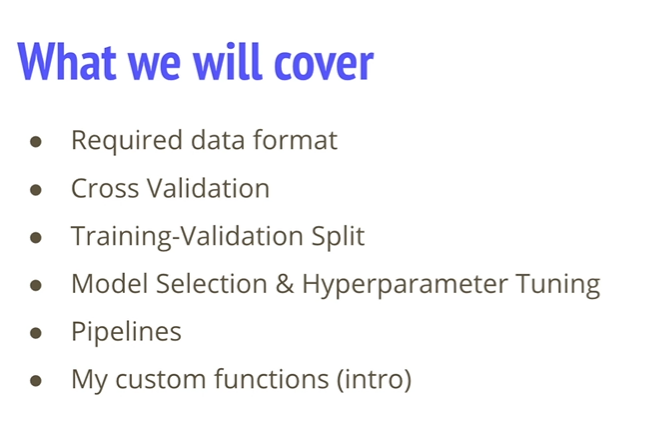 What we will cover
● Required data format
● Cross Validation
● Training-Validation Split
● Model Selection & Hyperparameter Tuning
● Pipelines
● My custom functions (intro)